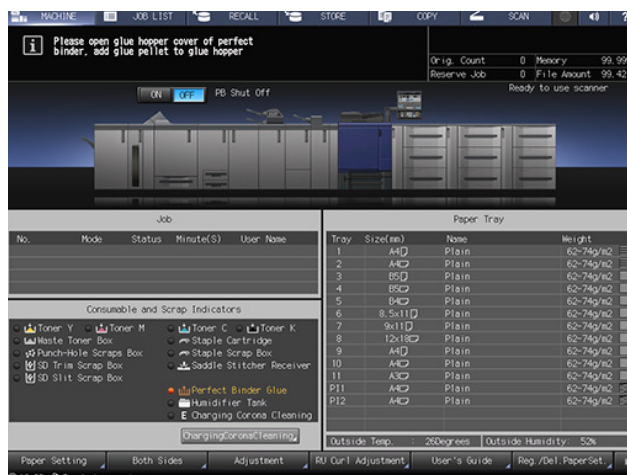 MACHINE JOB LIST RECALL STORE COPY SCAN ?
Please open glue hopper cover of perfect
binder, add glue pellet to glue hopper
Orig. Count 0 Memory 99.99
Reserve Job 0 File Amount 99.42
Ready to use scanner
ON OFF PB Shut Off
Job
No. Mode Status Minute(S) User Name
Consumable and Scrap Indicators
Toner Y Toner M Toner C Toner K
Waste Toner Box Staple Cartridge
Punch-Hole Scraps Box Staple Scrap Box
SD Trim Scrap Box Saddle Stitcher Receiver
SD Slit Scrap Box
Perfect Binder Glue
Humidifier Tank
E Charging Corona Cleaning
ChargingCoronaCleaning
Paper Tray
Tray Size(mm) Name Weight
1 A4 Plain 62-74g/m2
2 A4 Plain 62-74g/m2
3 B5 Plain 62-74g/m2
4 B5 Plain 62-74g/m2
5 B4 Plain 62-74g/m2
6 8.5x11 Plain 62-74g/m2
7 9x11 Plain 62-74g/m2
8 12x18 Plain 62-74g/m2
9 A4 Plain 62-74g/m2
10 A4 Plain 62-74g/m2
11 A3 Plain 62-74g/m2
PI1 A4 Plain 62-74g/m2
PI2 A4 Plain 62-74g/m2
Outside Temp. : 26Degrees Outside Humidity: 52%
Paper Setting Both Sides Adjustment RU Curl Adjustment User's Guide Reg./Del.PaperSet.